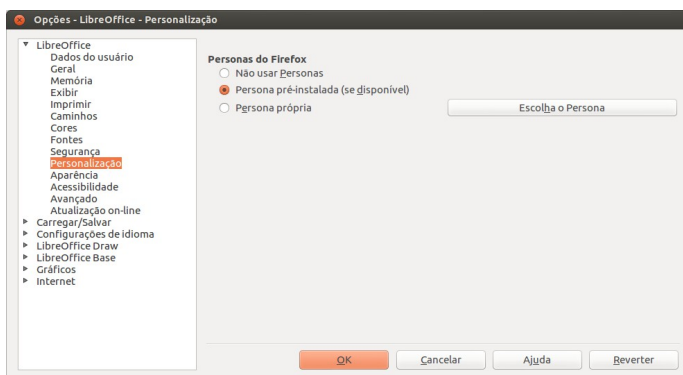 Opções - LibreOffice - Personalização
LibreOffice
Dados do usuário
Geral
Memória
Exibir
Imprimir
Caminhos
Cores
Fontes
Segurança
Personalização
Aparência
Acessibilidade
Avançado
Atualização on-line
Carregar/Salvar
Configurações de idioma
LibreOffice Draw
LibreOffice Base
Gráficos
Internet
Personas do Firefox
Não usar Personas
Persona pré-instalada (se disponível)
Persona própria
Escolha o Persona
OK
Cancelar
Ajuda
Reverter